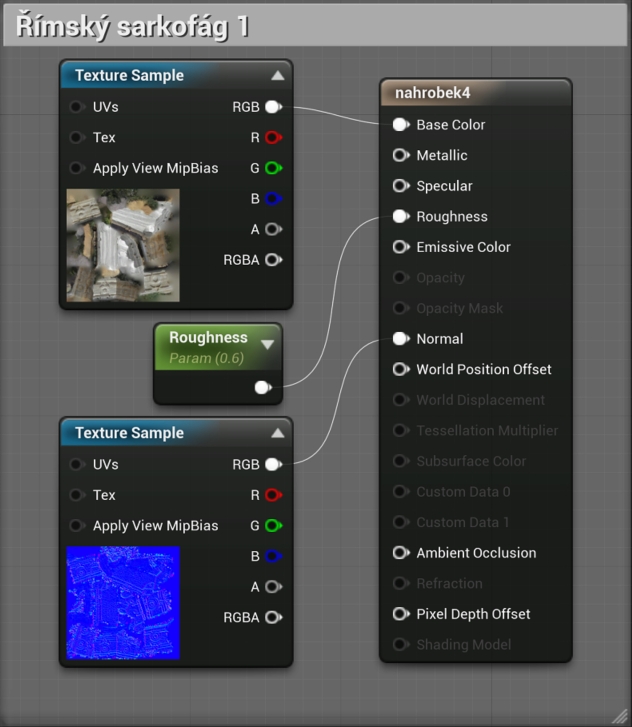 Římský sarkofág 1
Texture Sample
UVs RGB
Tex R
Apply View MipBias G
B
A
RGBA
Roughness
Param (0.6)
Texture Sample
UVs RGB
Tex R
Apply View MipBias G
B
A
RGBA
nahrobek4
Base Color
Metallic
Specular
Roughness
Emissive Color
Opacity
Opacity Mask
Normal
World Position Offset
World Displacement
Tessellation Multiplier
Subsurface Color
Custom Data 0
Custom Data 1
Ambient Occlusion
Refraction
Pixel Depth Offset
Shading Model